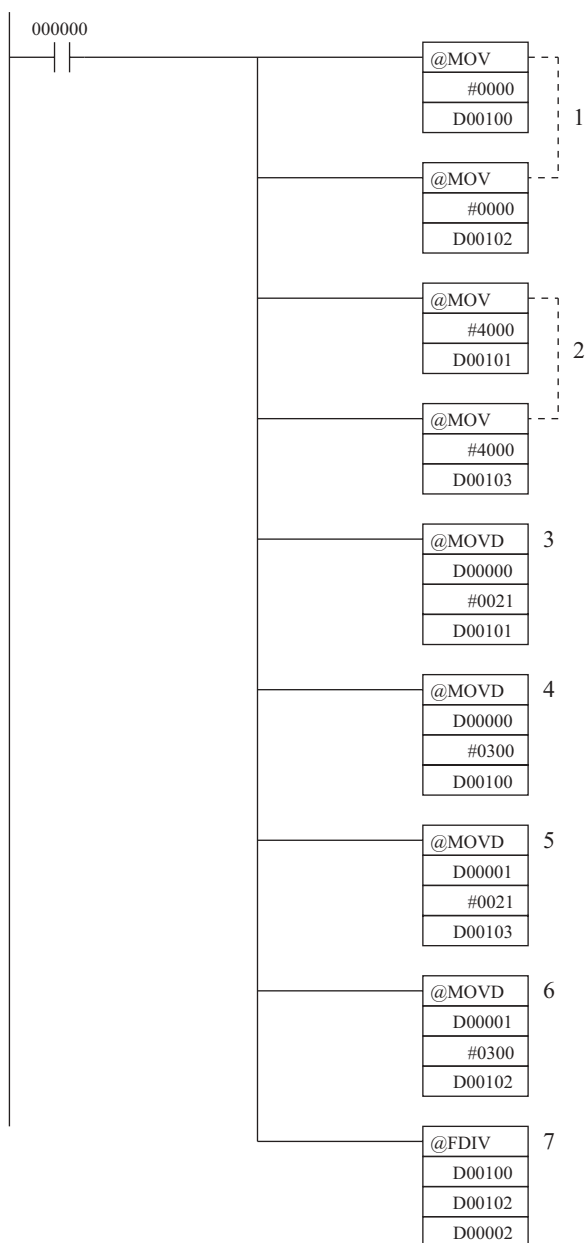 000000
@MOV
#0000
D00100
1
@MOV
#0000
D00102
@MOV
#4000
D00101
2
@MOV
#4000
D00103
@MOVD 3
D00000
#0021
D00101
@MOVD 4
D00000
#0300
D00100
@MOVD 5
D00001
#0021
D00103
@MOVD 6
D00001
#0300
D00102
@FDIV 7
D00100
D00102
D00002